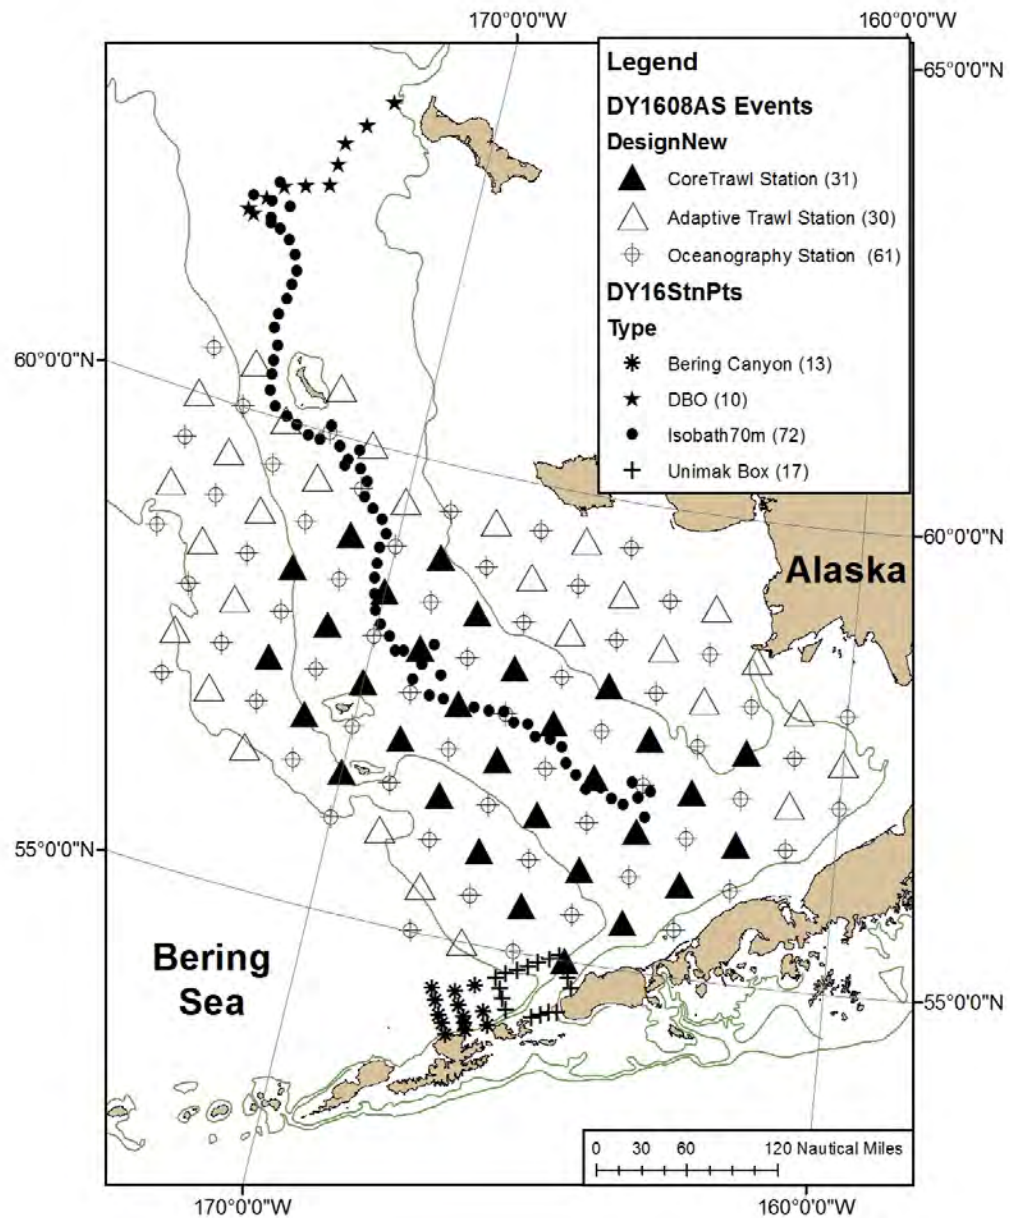 170°0'0"W
160°0'0"W
65°0'0"N
Legend
DY1608AS Events
DesignNew
CoreTrawl Station (31)
Adaptive Trawl Station (30)
Oceanography Station (61)
DY16StnPts
Type
Bering Canyon (13)
DBO (10)
Isobath70m (72)
Unimak Box (17)
60°0'0"N
60°0'0"N
Alaska
55°0'0"N
Bering
Sea
55°0'0"N
0 30 60 120 Nautical Miles
170°0'0"W
160°0'0"W